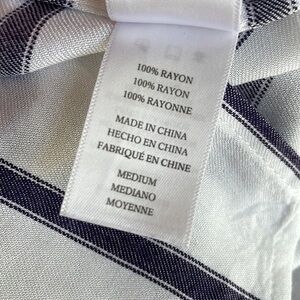 100% RAYON
100% RAYON
100% RAYONNE
MADE IN CHINA
HECHO EN CHINA
FABRIQUÉ EN CHINE
MEDIUM
MEDIANO
MOYENNE